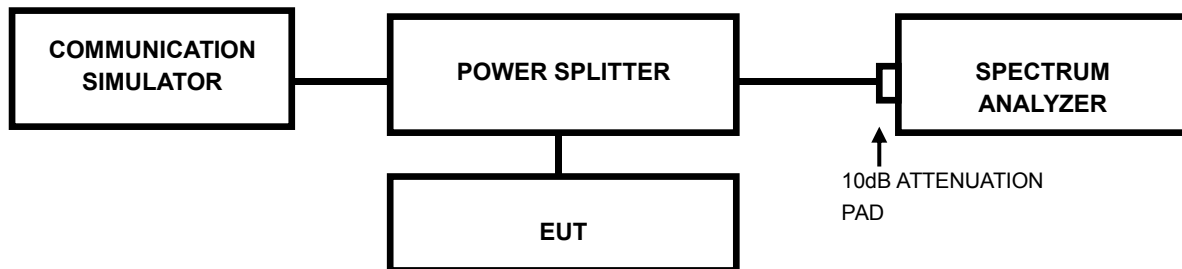 COMMUNICATION
SIMULATOR
POWER SPLITTER
SPECTRUM
ANALYZER
10dB ATTENUATION
PAD
EUT